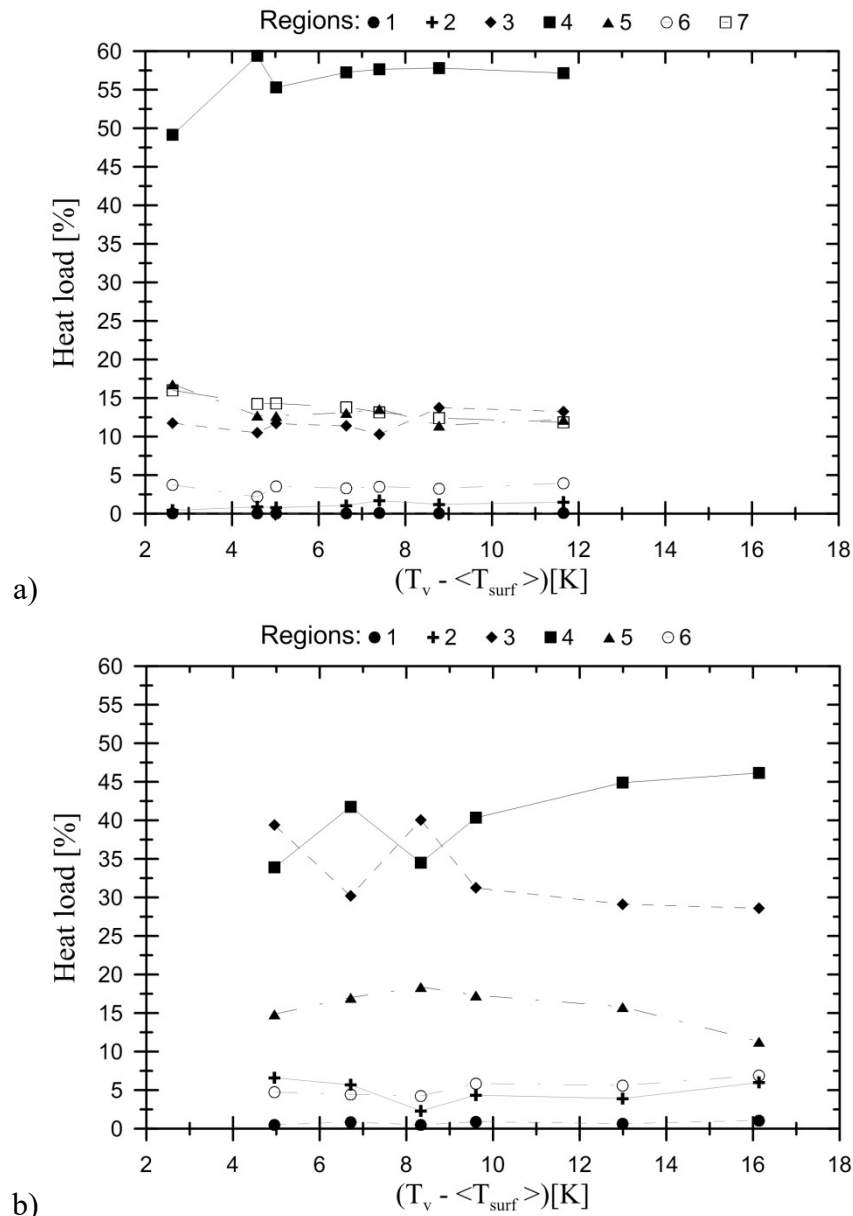 Regions: ● 1 ✚ 2 ◆ 3 ■ 4 ▲ 5 ○ 6 □ 7
60
55
50
45
40
35
30
25
20
15
10
5
0
Heat load [%]
2 4 6 8 10 12 14 16 18
(Tᵥ - <T_surf>)[K]
a)
Regions: ● 1 ✚ 2 ◆ 3 ■ 4 ▲ 5 ○ 6
60
55
50
45
40
35
30
25
20
15
10
5
0
Heat load [%]
2 4 6 8 10 12 14 16 18
(Tᵥ - <T_surf>)[K]
b)